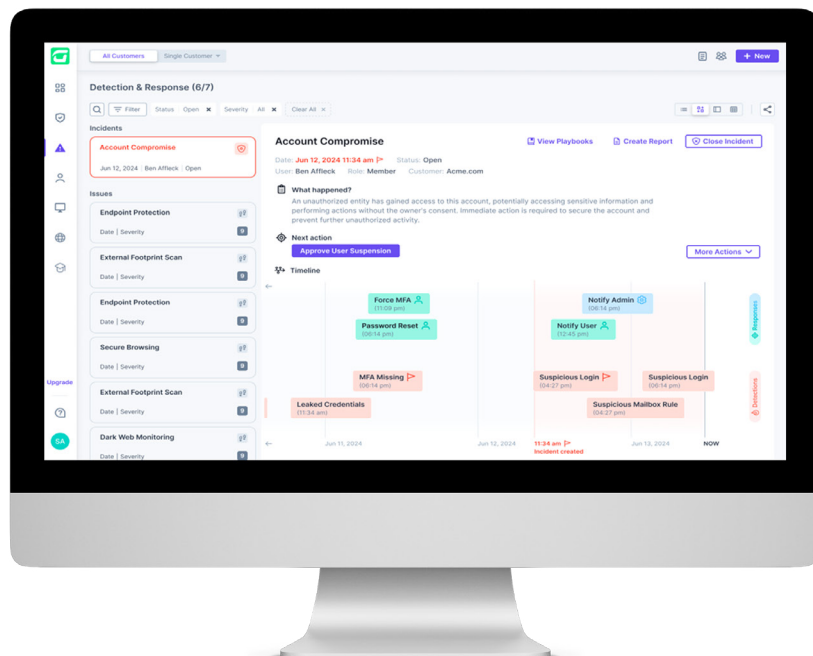 All Customers Single Customer
+ New
Detection & Response (6/7)
Filter Status Open × Severity All × Clear All ×
Incidents
Account Compromise
Jun 12, 2024 | Ben Affleck | Open
Issues
Endpoint Protection
Date | Severity 9
External Footprint Scan
Date | Severity 9
Endpoint Protection
Date | Severity 9
Secure Browsing
Date | Severity 9
External Footprint Scan
Date | Severity 9
Dark Web Monitoring
Date | Severity 9
Upgrade
SA
Account Compromise View Playbooks Create Report Close Incident
Date: Jun 12, 2024 11:34 am Status: Open
User: Ben Affleck Role: Member Customer: Acme.com
What happened?
An unauthorized entity has gained access to this account, potentially accessing sensitive information and
performing actions without the owner's consent. Immediate action is required to secure the account and
prevent further unauthorized activity.
Next action
Approve User Suspension More Actions
Timeline
Force MFA
(11:09 pm)
Notify Admin
(06:14 pm)
Password Reset
(06:14 pm)
Notify User
(12:45 pm)
Responses
MFA Missing
(06:14 pm)
Suspicious Login
(04:27 pm)
Suspicious Login
(06:14 pm)
Leaked Credentials
(11:34 am)
Suspicious Mailbox Rule
(04:27 pm)
Detections
Jun 11, 2024 Jun 12, 2024 11:34 am Jun 13, 2024 NOW
Incident created